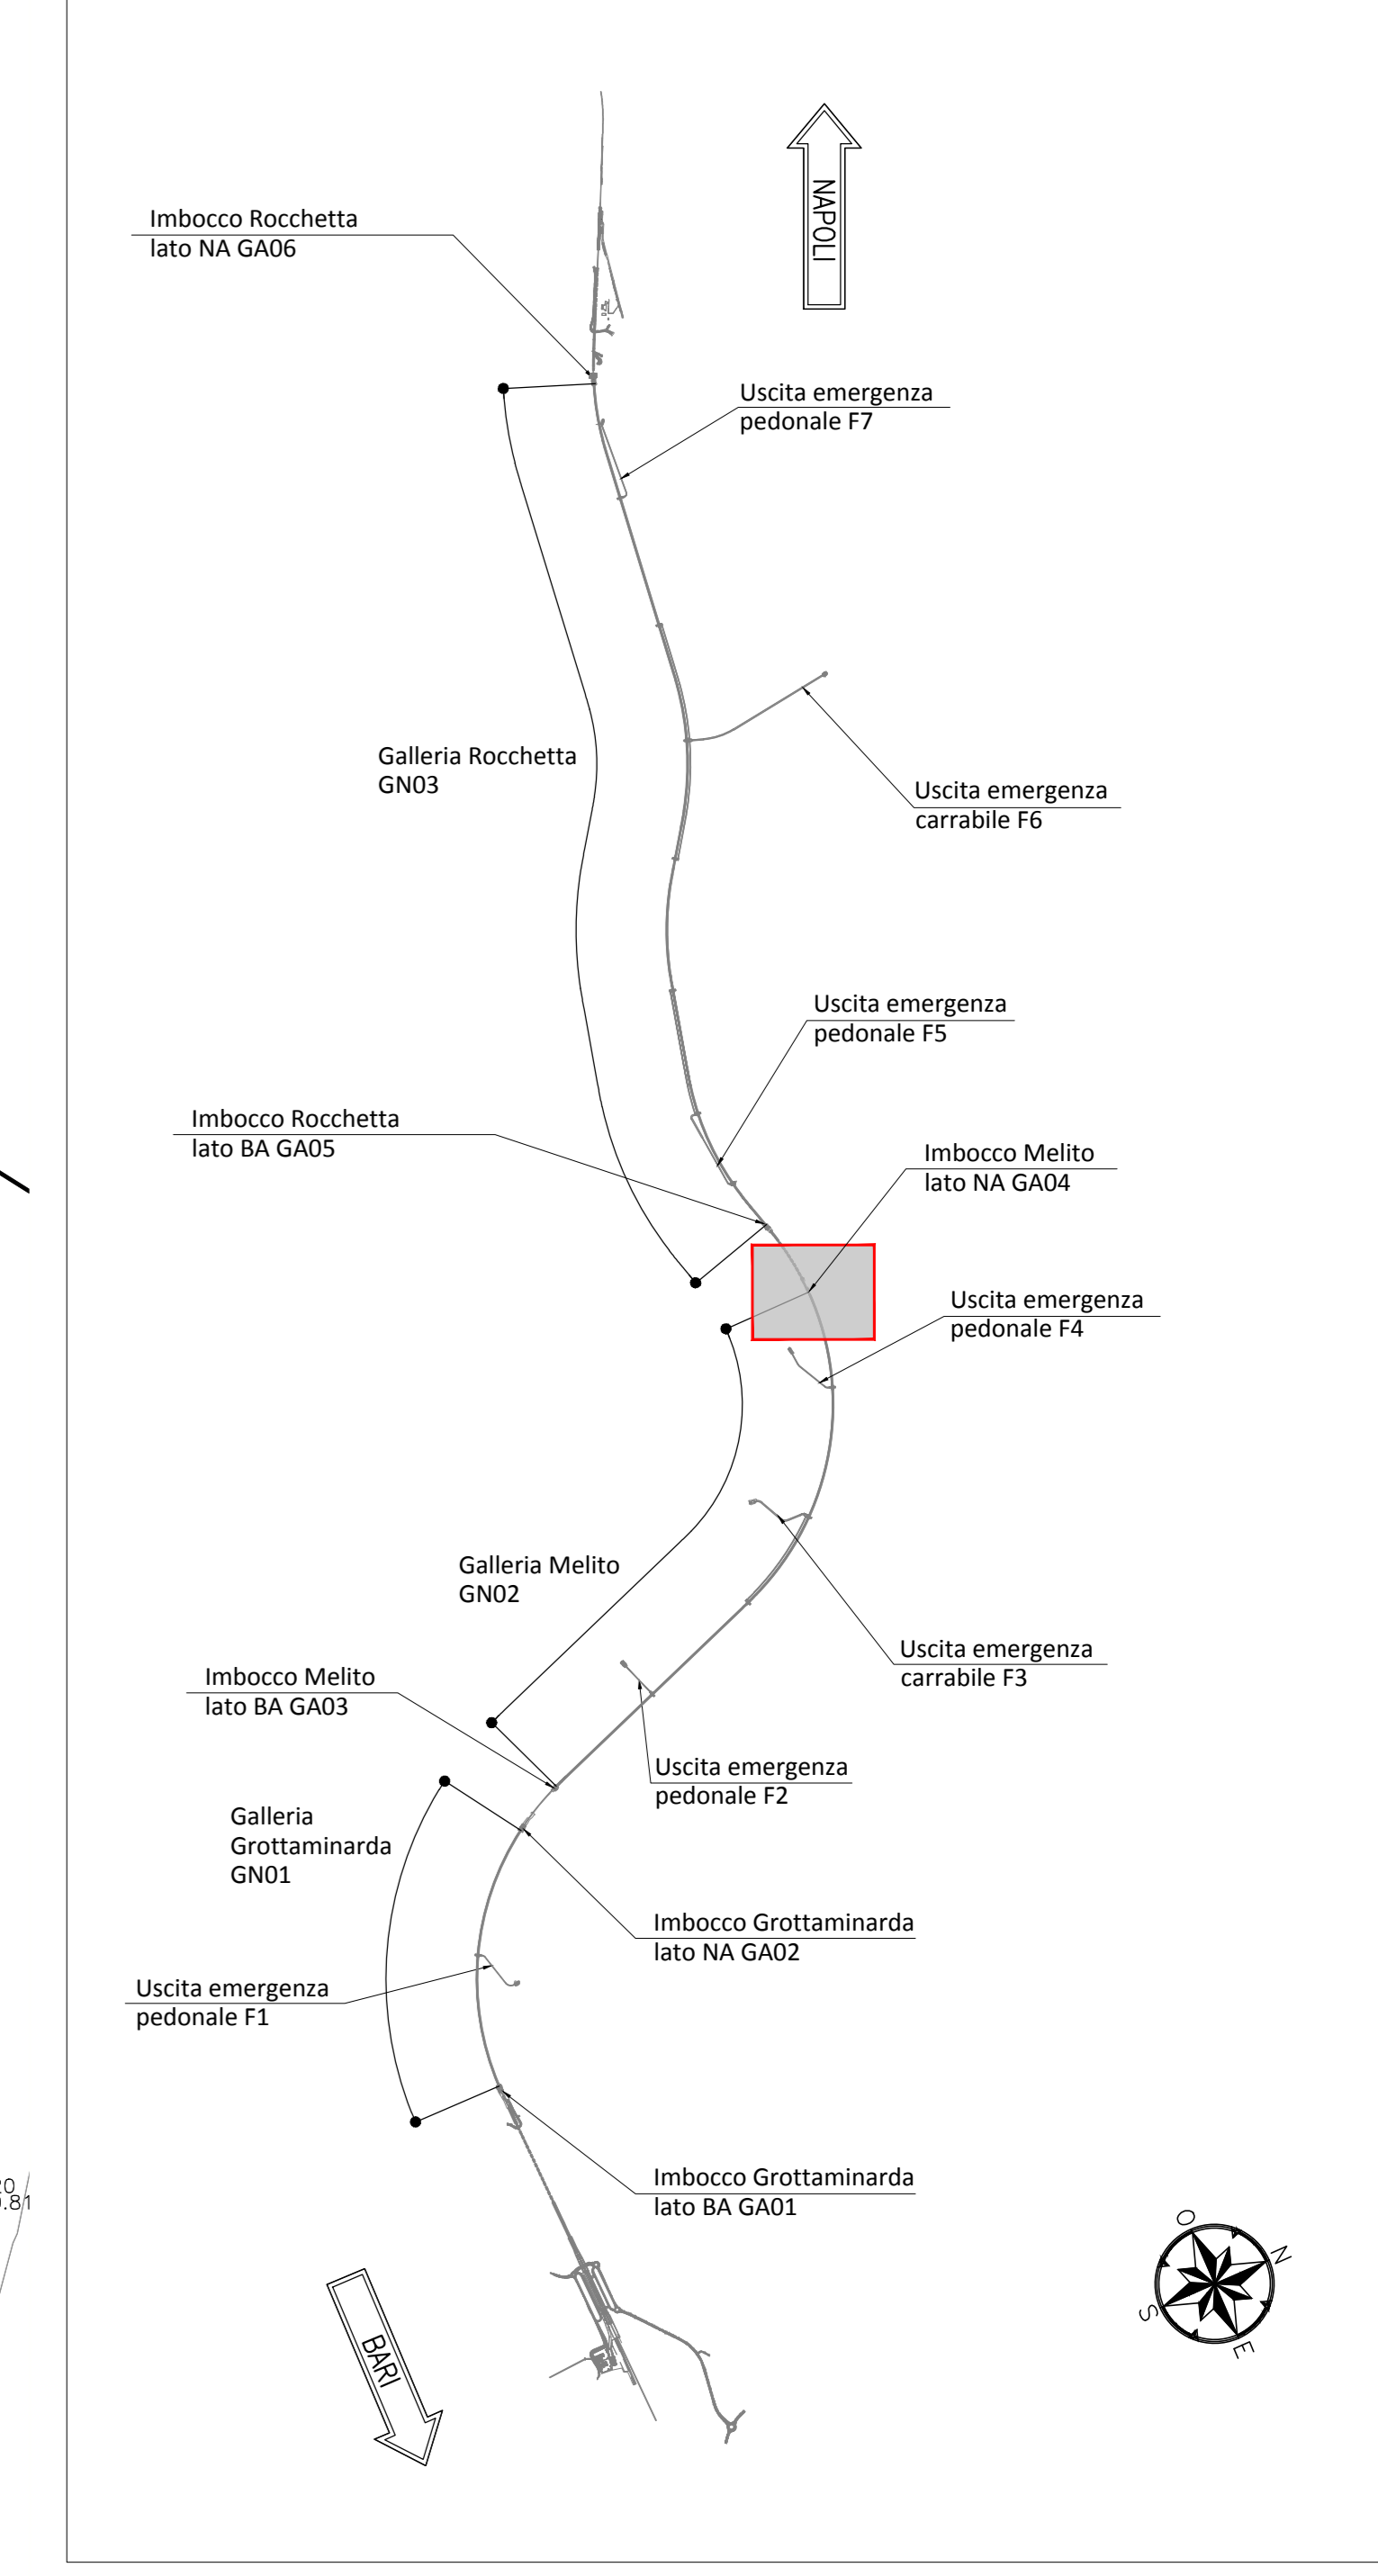 NAPOLI
Imbocco Rocchetta
lato NA GA06
Uscita emergenza
pedonale F7
Galleria Rocchetta
GN03
Uscita emergenza
carrabile F6
Uscita emergenza
pedonale F5
Imbocco Rocchetta
lato BA GA05
Imbocco Melito
lato NA GA04
Uscita emergenza
pedonale F4
Galleria Melito
GN02
Uscita emergenza
carrabile F3
Imbocco Melito
lato BA GA03
Uscita emergenza
pedonale F2
Galleria
Grottaminarda
GN01
Imbocco Grottaminarda
lato NA GA02
Uscita emergenza
pedonale F1
Imbocco Grottaminarda
lato BA GA01
BARI
O
N
S
E
.81